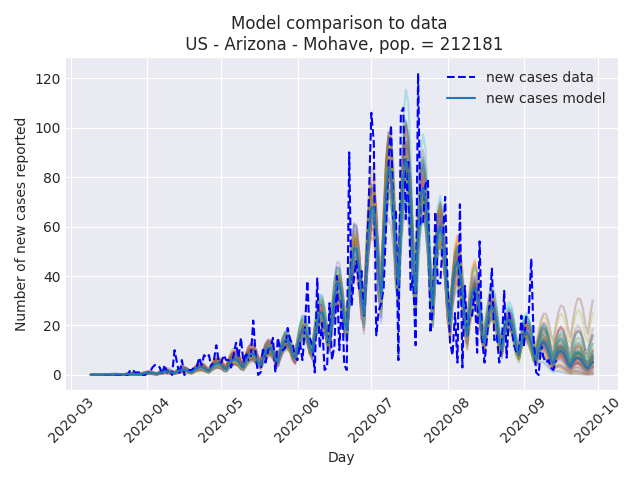 Model comparison to data
US - Arizona - Mohave, pop. = 212181
new cases data
new cases model
Number of new cases reported
120
100
80
60
40
20
0
2020-03
2020-04
2020-05
2020-06
2020-07
2020-08
2020-09
2020-10
Day